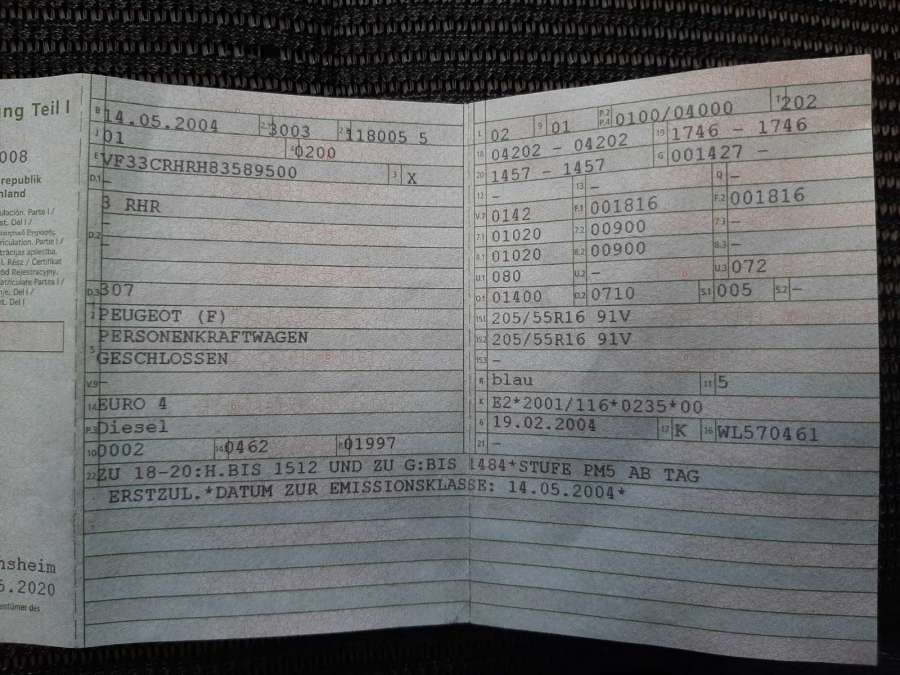 ng Teil I
008
republik
nland
nsheim
6.2020
B 14.05.2004 2.1 3003 2.2 118005 5
J 01 4 0200
E VF33CRHRH83589500 3 X
D.1 –
3 RHR
–
D.2 –
D.3 307
2 PEUGEOT (F)
PERSONENKRAFTWAGEN
5 GESCHLOSSEN
V.9 –
14 EURO 4
P.3 Diesel
10 0002 14.1 0462 P.1 01997
L 02 9 01 P.2 P.4 0100/04000 T 202
18 04202 – 04202 19 1746 – 1746
20 1457 – 1457 G 001427 –
12 – 13 – Q –
V.7 0142 F.1 001816 F.2 001816
7.1 01020 7.2 00900 7.3 –
8.1 01020 8.2 00900 8.3 –
U.1 080 U.2 – U.3 072
O.1 01400 O.2 0710 S.1 005 S.2 –
15.1 205/55R16 91V
15.2 205/55R16 91V
15.3 –
R blau 11 5
K E2*2001/116*0235*00
6 19.02.2004 17 K 16 WL570461
21 –
22 ZU 18-20:H.BIS 1512 UND ZU G:BIS 1484*STUFE PM5 AB TAG
ERSTZUL.*DATUM ZUR EMISSIONSKLASSE: 14.05.2004*